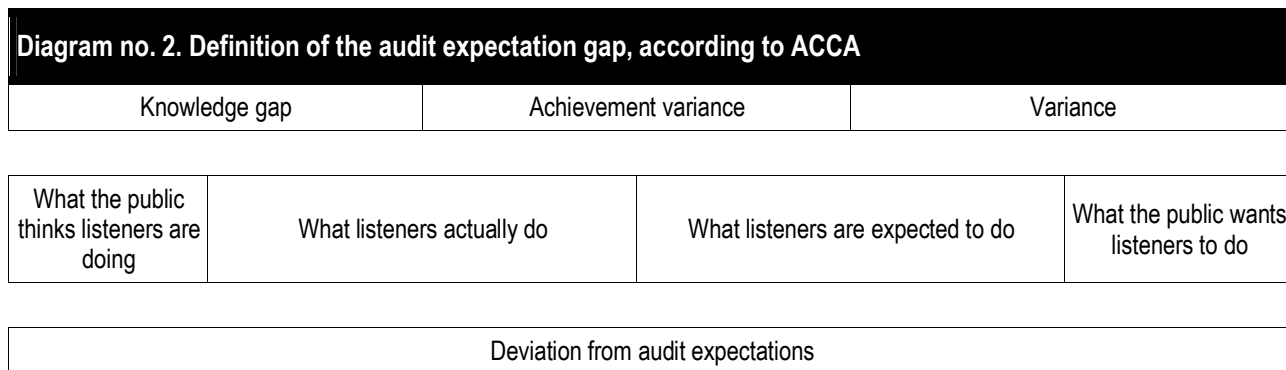 Diagram no. 2. Definition of the audit expectation gap, according to ACCA
Knowledge gap
Achievement variance
Variance
What the public
thinks listeners are
doing
What listeners actually do
What listeners are expected to do
What the public wants
listeners to do
Deviation from audit expectations